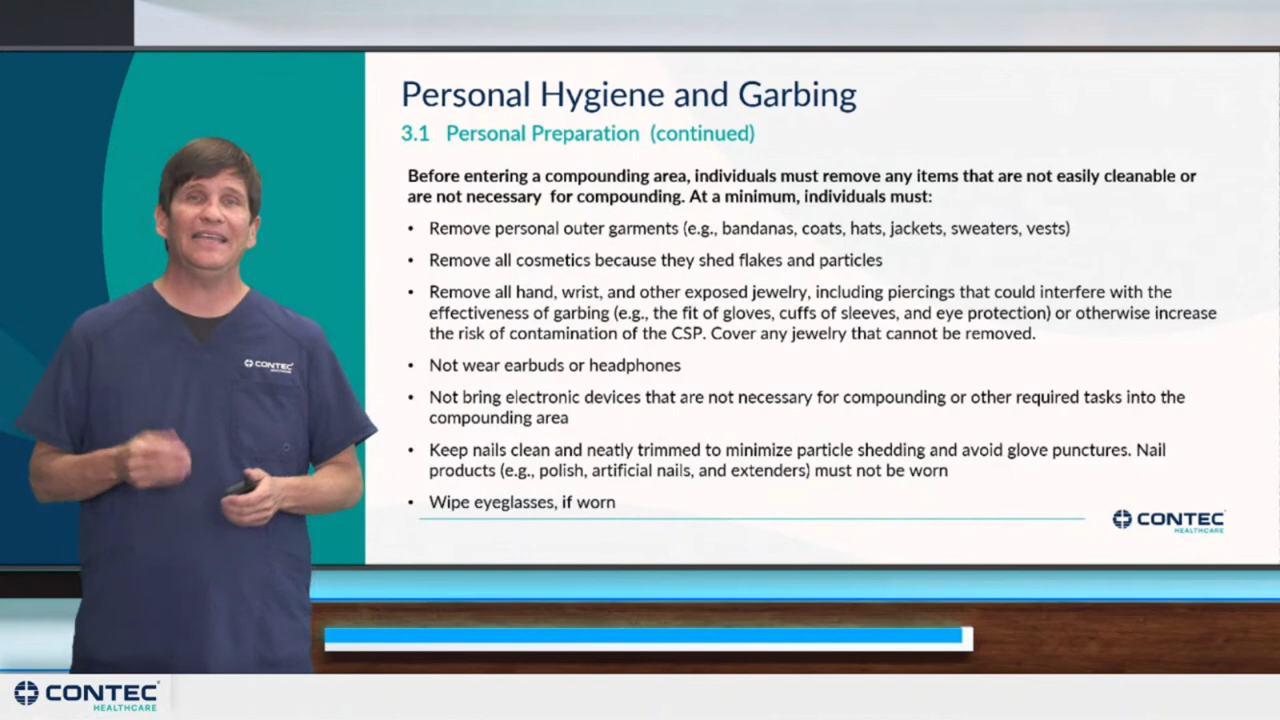 Personal Hygiene and Garbing
3.1 Personal Preparation (continued)
Before entering a compounding area, individuals must remove any items that are not easily cleanable or
are not necessary for compounding. At a minimum, individuals must:
• Remove personal outer garments (e.g., bandanas, coats, hats, jackets, sweaters, vests)
• Remove all cosmetics because they shed flakes and particles
• Remove all hand, wrist, and other exposed jewelry, including piercings that could interfere with the
effectiveness of garbing (e.g., the fit of gloves, cuffs of sleeves, and eye protection) or otherwise increase
the risk of contamination of the CSP. Cover any jewelry that cannot be removed.
• Not wear earbuds or headphones
• Not bring electronic devices that are not necessary for compounding or other required tasks into the
compounding area
• Keep nails clean and neatly trimmed to minimize particle shedding and avoid glove punctures. Nail
products (e.g., polish, artificial nails, and extenders) must not be worn
• Wipe eyeglasses, if worn
CONTEC
HEALTHCARE
CONTEC
HEALTHCARE
CONTEC
HEALTHCARE